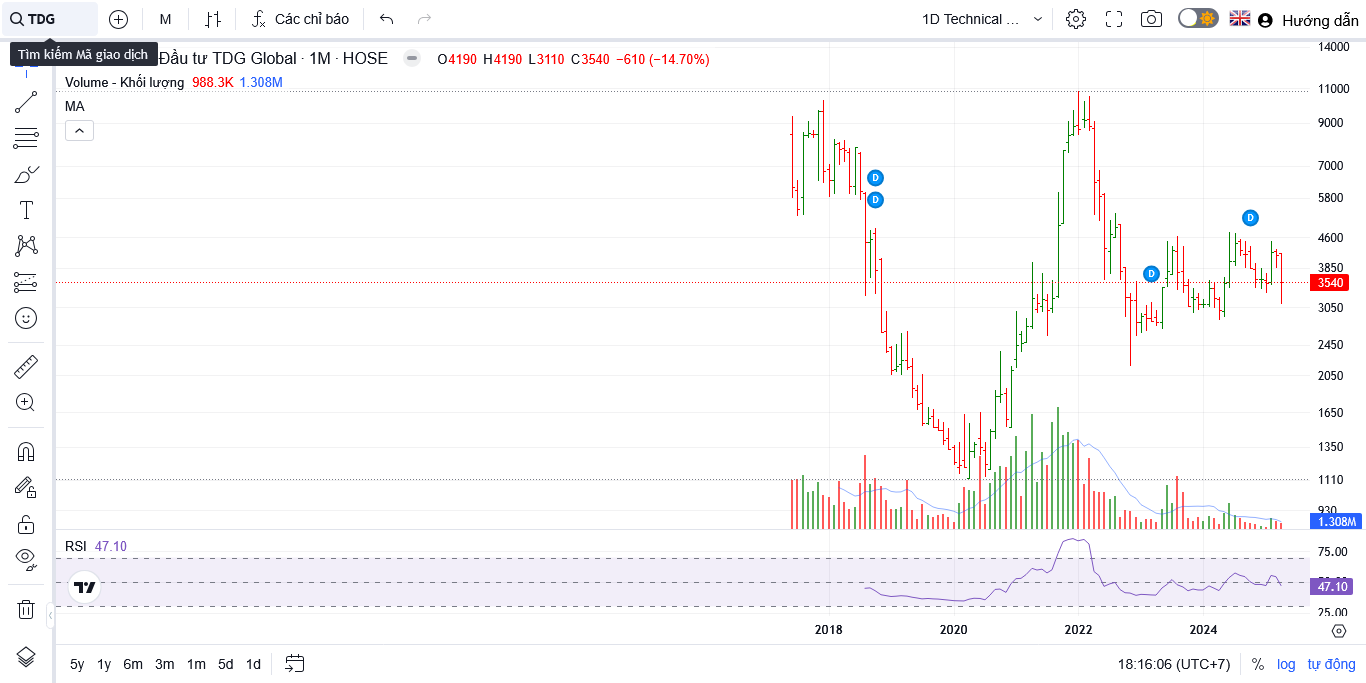 TDG
M
Các chỉ báo
1D Technical ...
Hướng dẫn
Tìm kiếm Mã giao dịch
Đầu tư TDG Global · 1M · HOSE
O4190 H4190 L3110 C3540 −610 (−14.70%)
Volume - Khối lượng 988.3K 1.308M
MA
14000
11000
9000
7000
5800
4600
3850
3540
3050
2450
2050
1650
1350
1110
930
1.308M
D
D
D
D
RSI 47.10
75.00
47.10
25.00
2018 2020 2022 2024
5y 1y 6m 3m 1m 5d 1d
18:16:06 (UTC+7) % log tự động